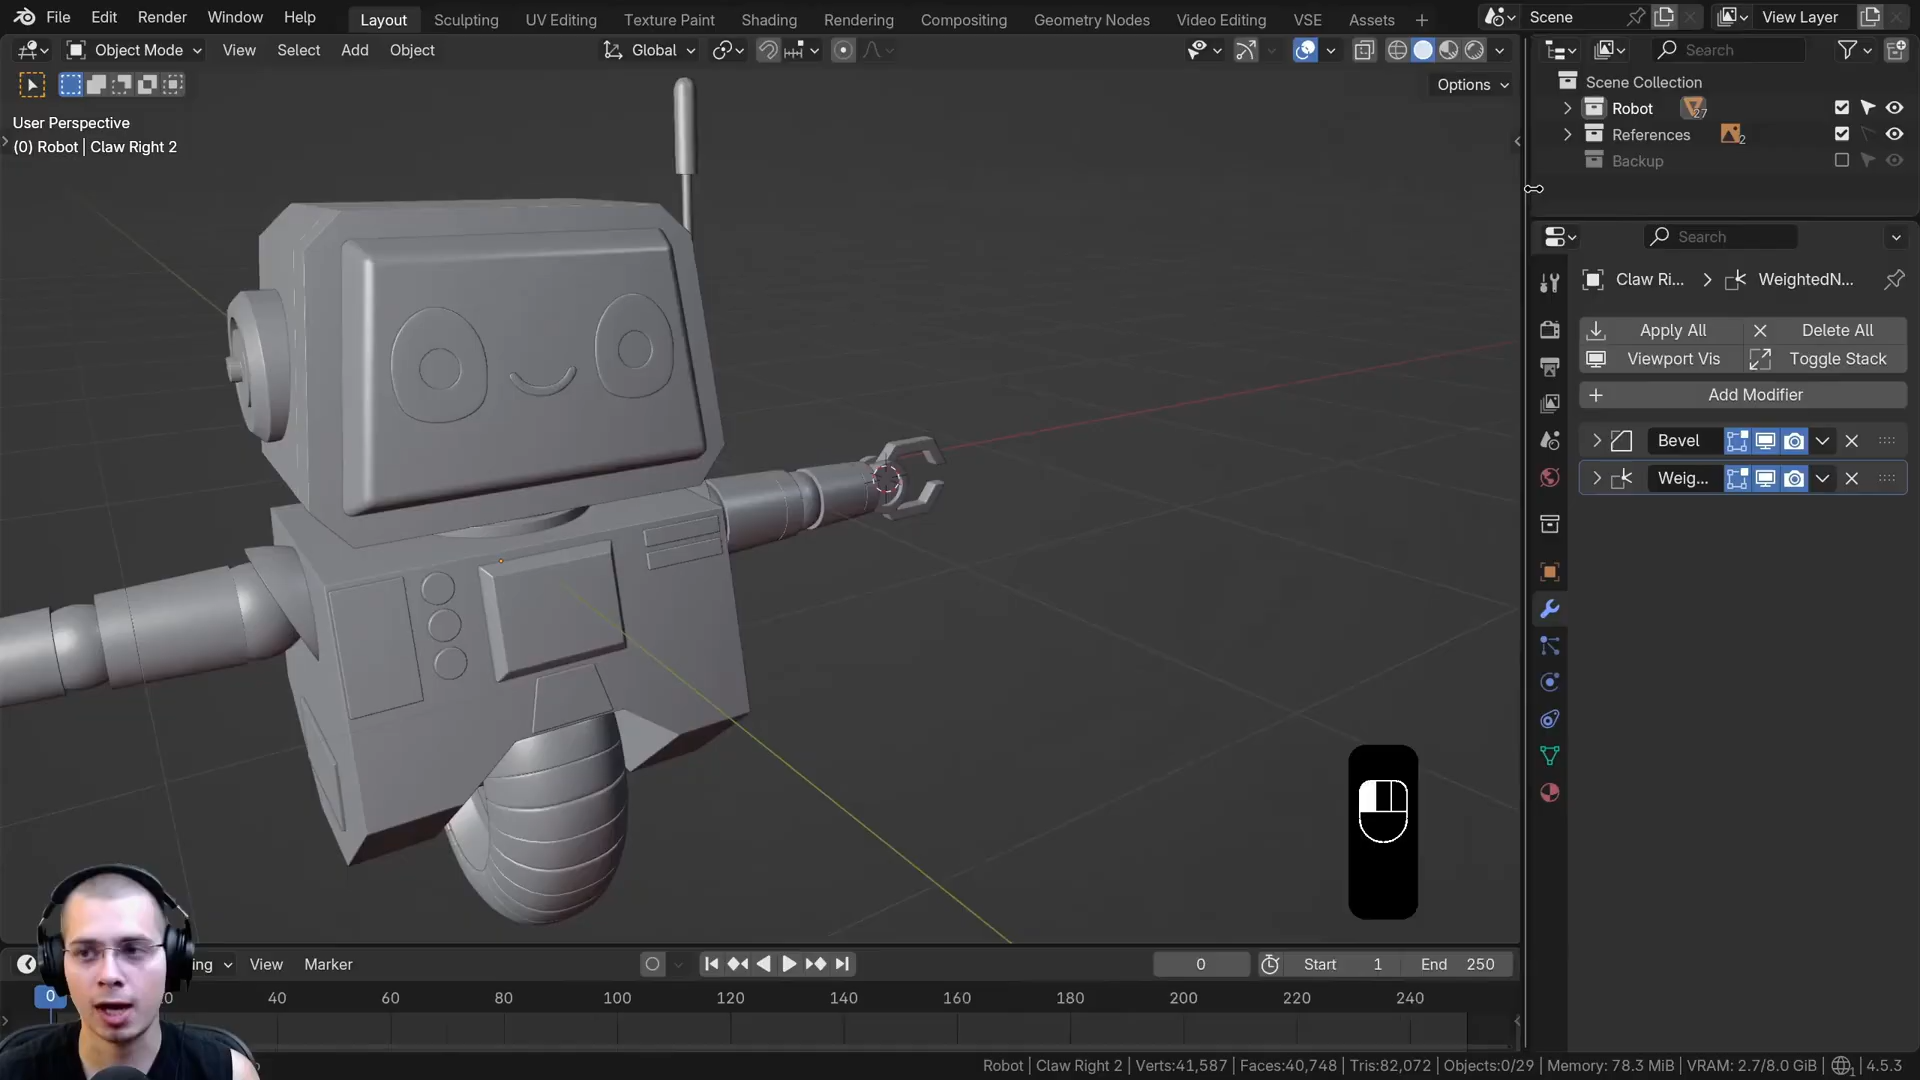 File Edit Render Window Help Layout Sculpting UV Editing Texture Paint Shading Rendering Compositing Geometry Nodes Video Editing VSE Assets Scene View Layer
Object Mode View Select Add Object Global Search
Options
User Perspective
(0) Robot | Claw Right 2
Scene Collection
Robot 27
References 2
Backup
Search
Claw Ri... WeightedN...
Apply All Delete All
Viewport Vis Toggle Stack
Add Modifier
Bevel
Weig...
ing View Marker 0 Start 1 End 250
0 20 40 60 80 100 120 140 160 180 200 220 240
Robot | Claw Right 2 | Verts:41,587 | Faces:40,748 | Tris:82,072 | Objects:0/29 | Memory: 78.3 MiB | VRAM: 2.7/8.0 GiB | 4.5.3